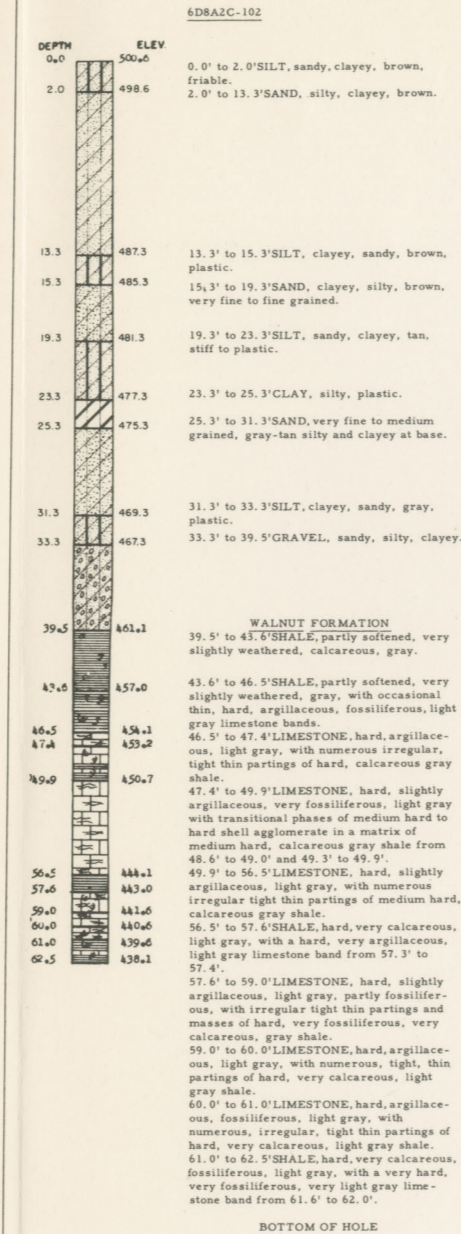 6D8A2C-102
DEPTH ELEV.
0.0 500.6
2.0 498.6
13.3 487.3
15.3 485.3
19.3 481.3
23.3 477.3
25.3 475.3
31.3 469.3
33.3 467.3
39.5 461.1
43.6 457.0
46.5 454.1
47.4 453.2
49.9 450.7
56.5 444.1
57.6 443.0
59.0 441.6
60.0 440.6
61.0 439.6
62.5 438.1
0.0' to 2.0' SILT, sandy, clayey, brown,
friable.
2.0' to 13.3' SAND, silty, clayey, brown.
13.3' to 15.3' SILT, clayey, sandy, brown,
plastic.
15.3' to 19.3' SAND, clayey, silty, brown,
very fine to fine grained.
19.3' to 23.3' SILT, sandy, clayey, tan,
stiff to plastic.
23.3' to 25.3' CLAY, silty, plastic.
25.3' to 31.3' SAND, very fine to medium
grained, gray-tan silty and clayey at base.
31.3' to 33.3' SILT, clayey, sandy, gray,
plastic.
33.3' to 39.5' GRAVEL, sandy, silty, clayey.
WALNUT FORMATION
39.5' to 43.6' SHALE, partly softened, very
slightly weathered, calcareous, gray.
43.6' to 46.5' SHALE, partly softened, very
slightly weathered, gray, with occasional
thin, hard, argillaceous, fossiliferous, light
gray limestone bands.
46.5' to 47.4' LIMESTONE, hard, argillace-
ous, light gray, with numerous irregular,
tight thin partings of hard, calcareous gray
shale.
47.4' to 49.9' LIMESTONE, hard, slightly
argillaceous, very fossiliferous, light gray
with transitional phases of medium hard to
hard shell agglomerate in a matrix of
medium hard, calcareous gray shale from
48.6' to 49.0' and 49.3' to 49.9'.
49.9' to 56.5' LIMESTONE, hard, slightly
argillaceous, light gray, with numerous
irregular tight thin partings of medium hard,
calcareous gray shale.
56.5' to 57.6' SHALE, hard, very calcareous,
light gray, with a hard, very argillaceous,
light gray limestone band from 57.3' to
57.4'.
57.6' to 59.0' LIMESTONE, hard, slightly
argillaceous, light gray, partly fossilifer-
ous, with irregular tight thin partings and
masses of hard, very fossiliferous, very
calcareous, gray shale.
59.0' to 60.0' LIMESTONE, hard, argillace-
ous, light gray, with numerous, tight, thin
partings of hard, very calcareous, light
gray shale.
60.0' to 61.0' LIMESTONE, hard, argillace-
ous, fossiliferous, light gray, with
numerous, irregular, tight thin partings of
hard, very calcareous, light gray shale.
61.0' to 62.5' SHALE, hard, very calcareous,
fossiliferous, light gray, with a very hard,
very fossiliferous, very light gray lime-
stone band from 61.6' to 62.0'.
BOTTOM OF HOLE